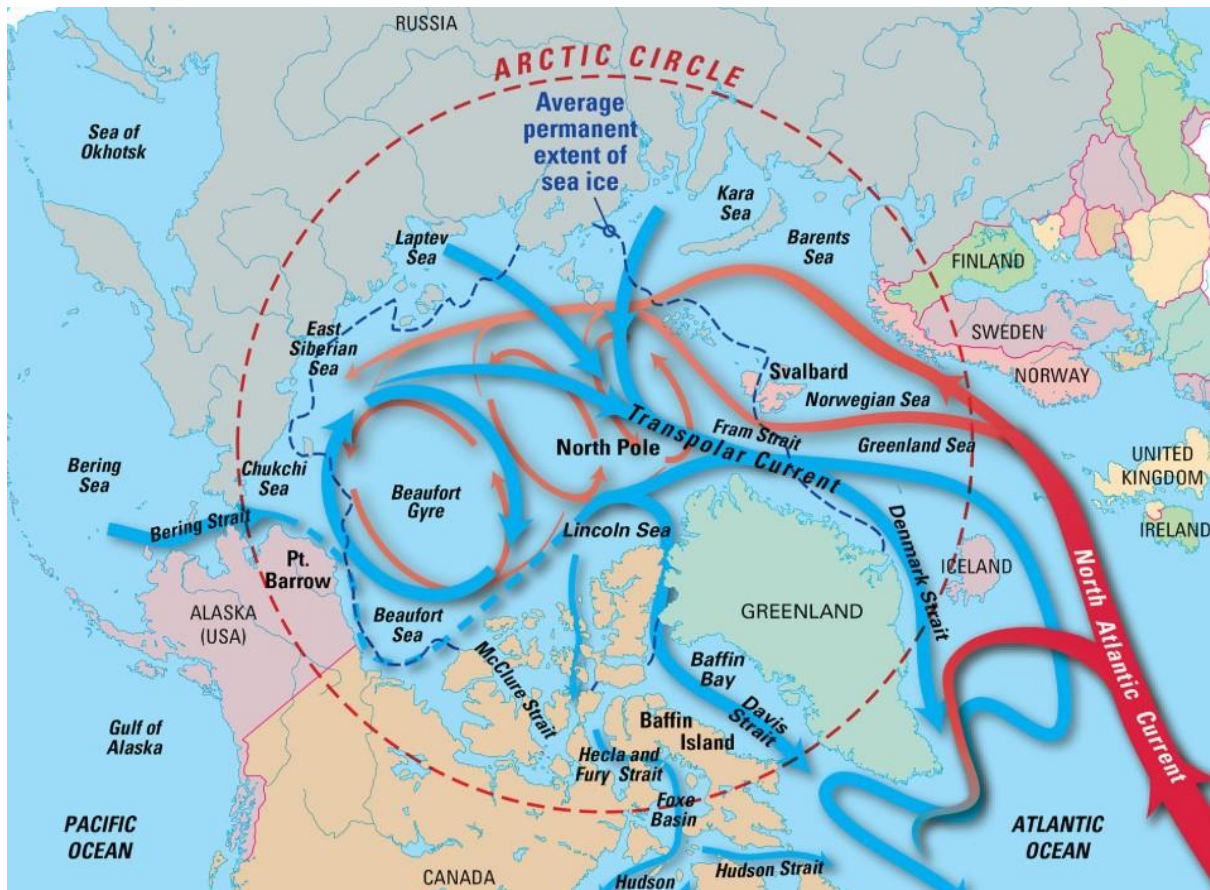 RUSSIA
ARCTIC CIRCLE
Average
permanent
extent of
sea ice
Sea of
Okhotsk
Kara
Sea
Laptev
Sea
Barents
Sea
FINLAND
SWEDEN
NORWAY
East
Siberian
Sea
Svalbard
Norwegian Sea
Transpolar Current
Fram Strait
Greenland Sea
North Pole
UNITED
KINGDOM
IRELAND
Bering
Sea
Chukchi
Sea
Beaufort
Gyre
Bering Strait
Lincoln Sea
Denmark Strait
ICELAND
North Atlantic Current
Pt.
Barrow
ALASKA
(USA)
Beaufort
Sea
GREENLAND
McClure Strait
Baffin
Bay
Davis
Strait
Gulf of
Alaska
Baffin
Island
Hecla and
Fury Strait
Foxe
Basin
PACIFIC
OCEAN
ATLANTIC
OCEAN
CANADA
Hudson
Hudson Strait